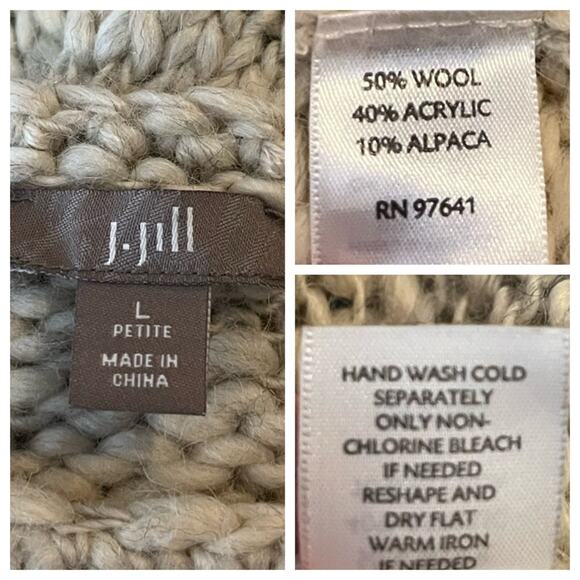 J.Jill
L
PETITE
MADE IN
CHINA
50% WOOL
40% ACRYLIC
10% ALPACA
RN 97641
HAND WASH COLD
SEPARATELY
ONLY NON-
CHLORINE BLEACH
IF NEEDED
RESHAPE AND
DRY FLAT
WARM IRON
IF NEEDED